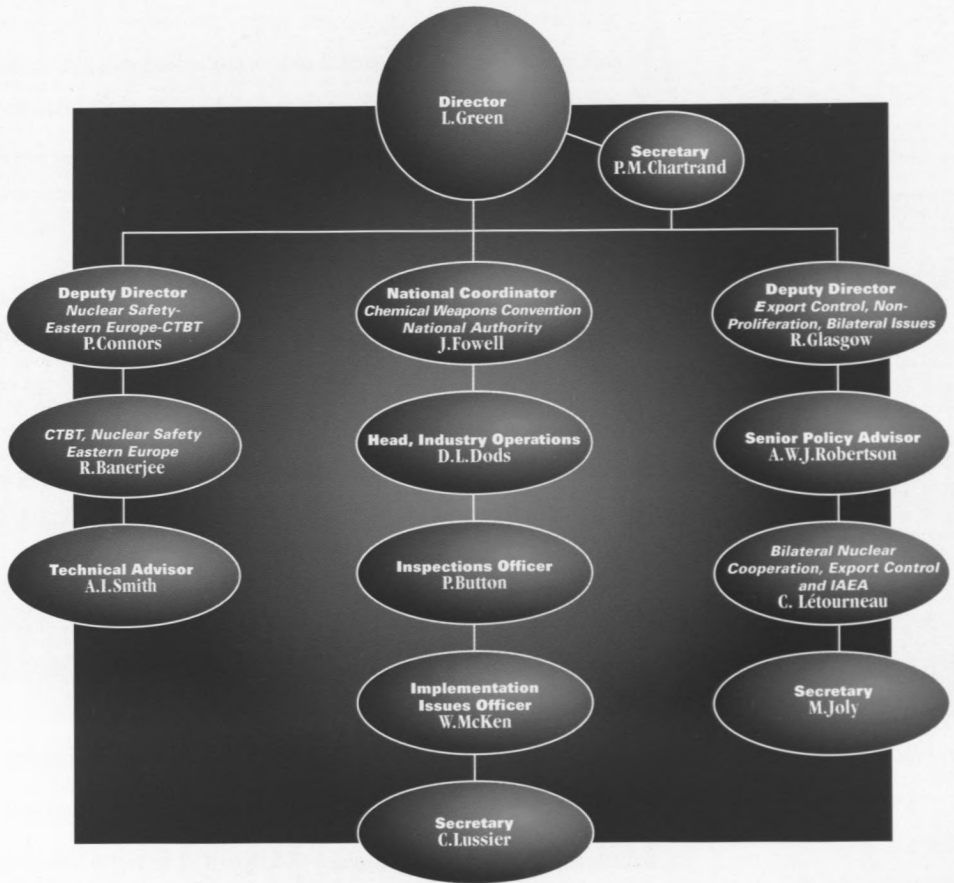 Director
L.Green
Secretary
P.M.Chartrand
Deputy Director
Nuclear Safety-
Eastern Europe-CTBT
P.Connors
CTBT, Nuclear Safety
Eastern Europe
R.Banerjee
Technical Advisor
A.I.Smith
National Coordinator
Chemical Weapons Convention
National Authority
J.Fowell
Head, Industry Operations
D.L.Dods
Inspections Officer
P.Button
Implementation
Issues Officer
W.McKen
Secretary
C.Lussier
Deputy Director
Export Control, Non-
Proliferation, Bilateral Issues
R.Glasgow
Senior Policy Advisor
A.W.J.Robertson
Bilateral Nuclear
Cooperation, Export Control
and IAEA
C. Létourneau
Secretary
M.Joly